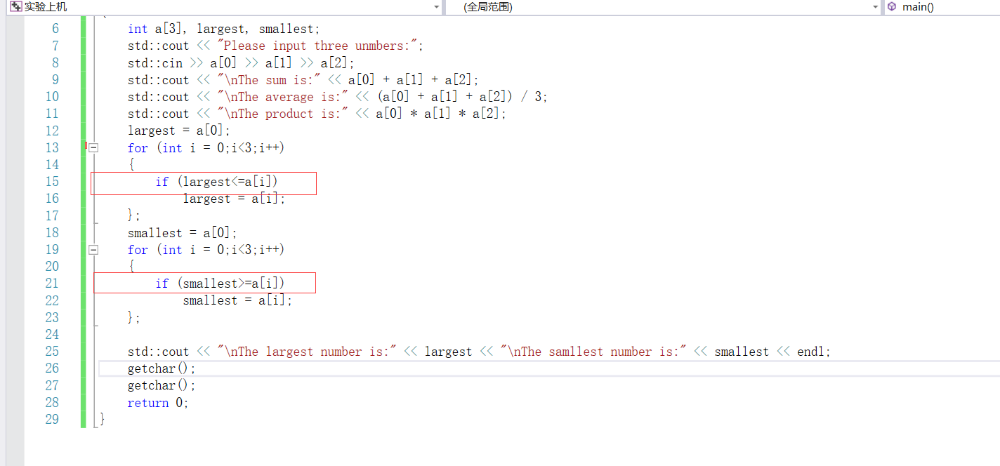 实验上机 (全局范围) main()
6 int a[3], largest, smallest;
7 std::cout << "Please input three unmbers:";
8 std::cin >> a[0] >> a[1] >> a[2];
9 std::cout << "\nThe sum is:" << a[0] + a[1] + a[2];
10 std::cout << "\nThe average is:" << (a[0] + a[1] + a[2]) / 3;
11 std::cout << "\nThe product is:" << a[0] * a[1] * a[2];
12 largest = a[0];
13 for (int i = 0;i<3;i++)
14 {
15 if (largest<=a[i])
16 largest = a[i];
17 };
18 smallest = a[0];
19 for (int i = 0;i<3;i++)
20 {
21 if (smallest>=a[i])
22 smallest = a[i];
23 };
24
25 std::cout << "\nThe largest number is:" << largest << "\nThe samllest number is:" << smallest << endl;
26 getchar();
27 getchar();
28 return 0;
29 }